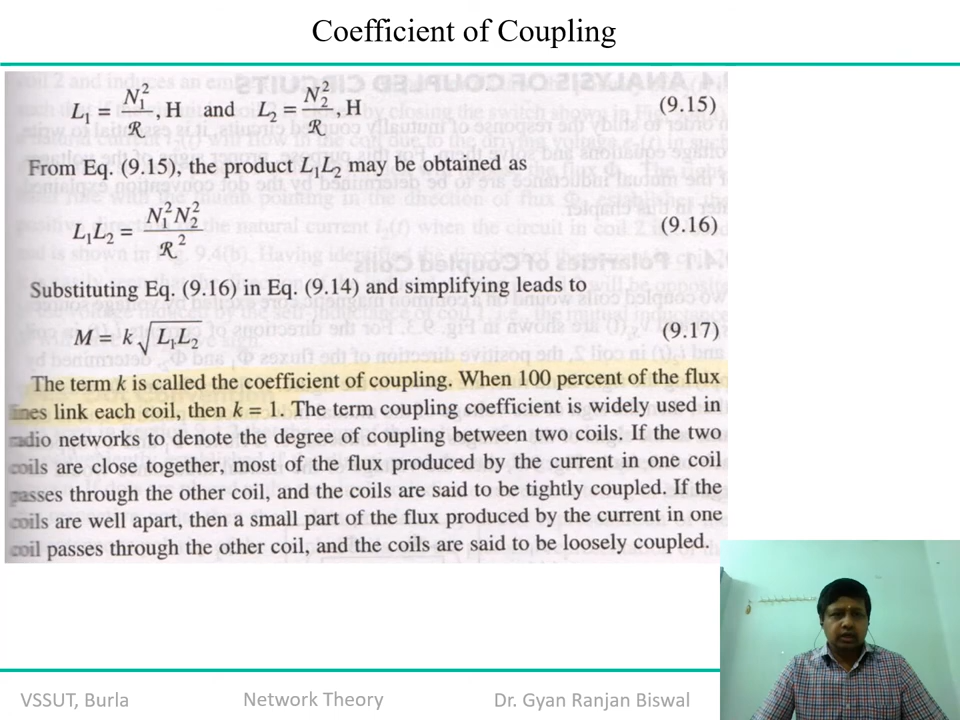 Coefficient of Coupling
L₁ = N₁²/ℛ, H and L₂ = N₂²/ℛ, H (9.15)
From Eq. (9.15), the product L₁L₂ may be obtained as
L₁L₂ = N₁²N₂²/ℛ² (9.16)
Substituting Eq. (9.16) in Eq. (9.14) and simplifying leads to
M = k√L₁L₂ (9.17)
The term k is called the coefficient of coupling. When 100 percent of the flux
lines link each coil, then k = 1. The term coupling coefficient is widely used in
radio networks to denote the degree of coupling between two coils. If the two
coils are close together, most of the flux produced by the current in one coil
passes through the other coil, and the coils are said to be tightly coupled. If the
coils are well apart, then a small part of the flux produced by the current in one
coil passes through the other coil, and the coils are said to be loosely coupled.
VSSUT, Burla Network Theory Dr. Gyan Ranjan Biswal